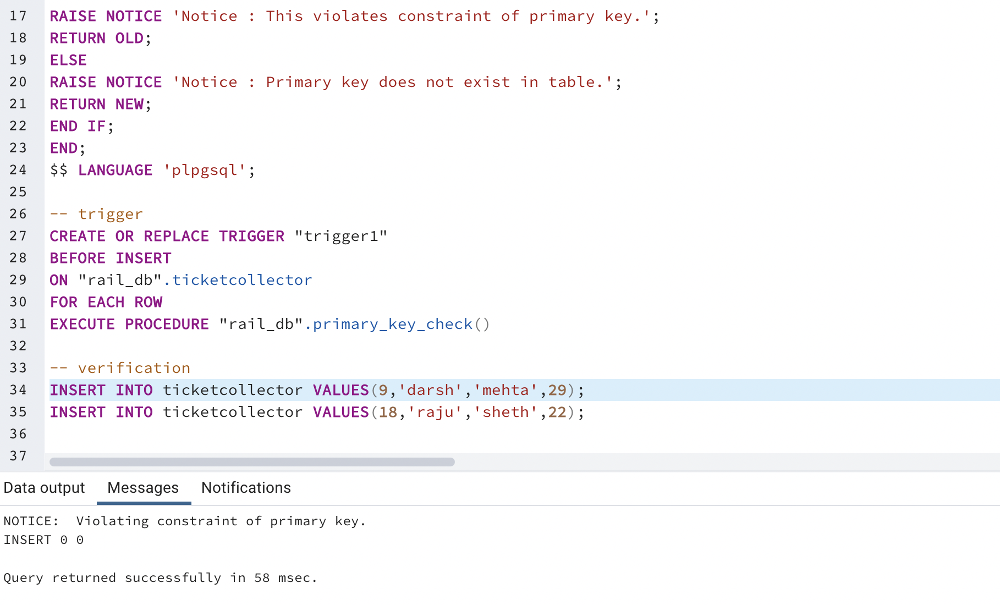 17 RAISE NOTICE 'Notice : This violates constraint of primary key.';
18 RETURN OLD;
19 ELSE
20 RAISE NOTICE 'Notice : Primary key does not exist in table.';
21 RETURN NEW;
22 END IF;
23 END;
24 $$ LANGUAGE 'plpgsql';
25
26 -- trigger
27 CREATE OR REPLACE TRIGGER "trigger1"
28 BEFORE INSERT
29 ON "rail_db".ticketcollector
30 FOR EACH ROW
31 EXECUTE PROCEDURE "rail_db".primary_key_check()
32
33 -- verification
34 INSERT INTO ticketcollector VALUES(9,'darsh','mehta',29);
35 INSERT INTO ticketcollector VALUES(18,'raju','sheth',22);
36
37
Data output Messages Notifications
NOTICE:  Violating constraint of primary key.
INSERT 0 0
Query returned successfully in 58 msec.